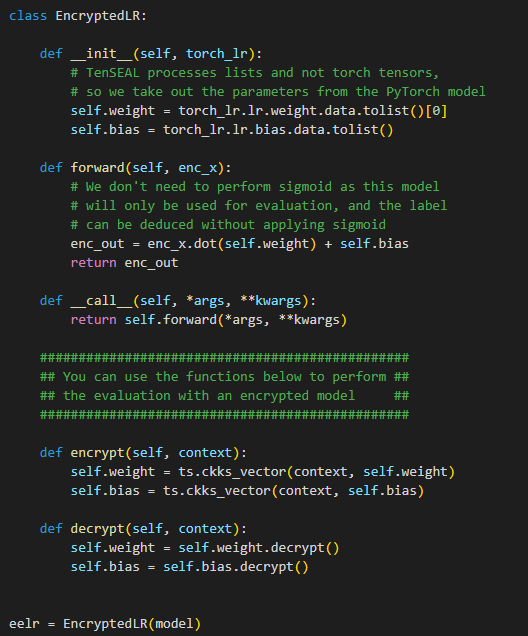 class EncryptedLR:
def __init__(self, torch_lr):
# TenSEAL processes lists and not torch tensors,
# so we take out the parameters from the PyTorch model
self.weight = torch_lr.lr.weight.data.tolist()[0]
self.bias = torch_lr.lr.bias.data.tolist()
def forward(self, enc_x):
# We don't need to perform sigmoid as this model
# will only be used for evaluation, and the label
# can be deduced without applying sigmoid
enc_out = enc_x.dot(self.weight) + self.bias
return enc_out
def __call__(self, *args, **kwargs):
return self.forward(*args, **kwargs)
################################################
## You can use the functions below to perform ##
## the evaluation with an encrypted model     ##
################################################
def encrypt(self, context):
self.weight = ts.ckks_vector(context, self.weight)
self.bias = ts.ckks_vector(context, self.bias)
def decrypt(self, context):
self.weight = self.weight.decrypt()
self.bias = self.bias.decrypt()
eelr = EncryptedLR(model)